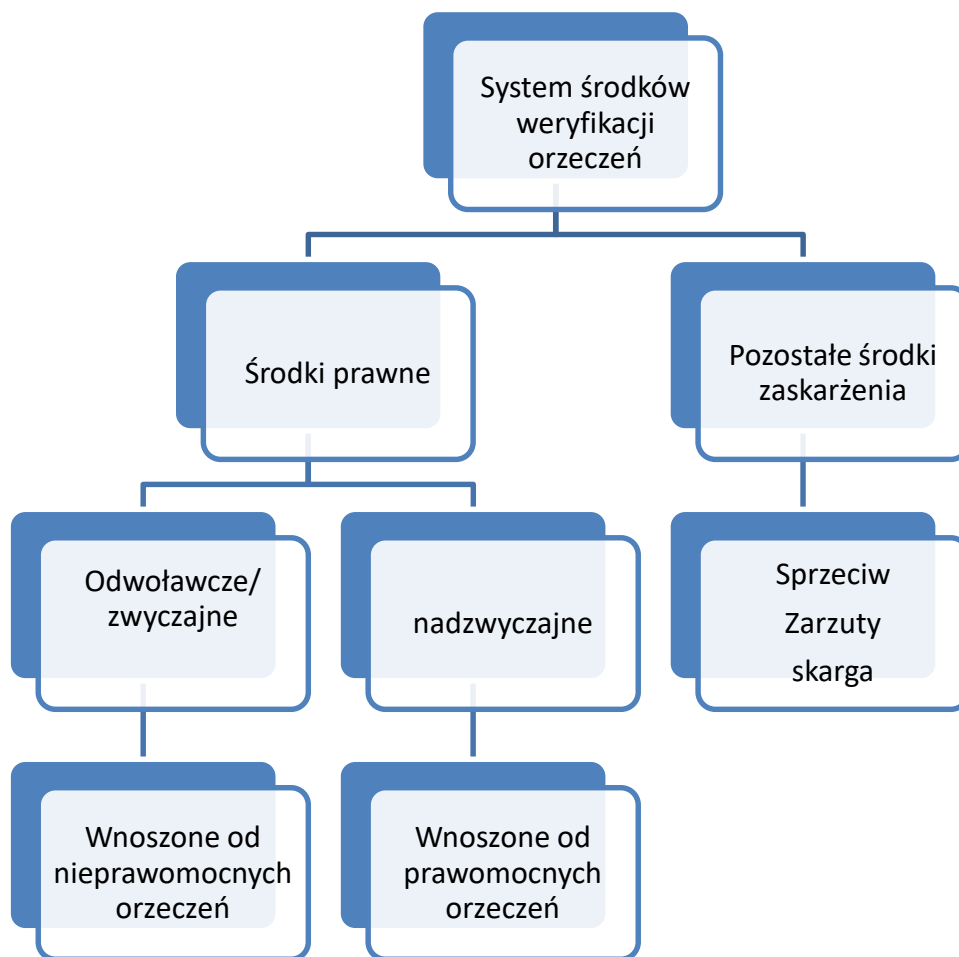 System środków
weryfikacji
orzeczeń
Środki prawne
Pozostałe środki
zaskarżenia
Odwoławcze/
zwyczajne
nadzwyczajne
Sprzeciw
Zarzuty
skarga
Wnoszone od
nieprawomocnych
orzeczeń
Wnoszone od
prawomocnych
orzeczeń